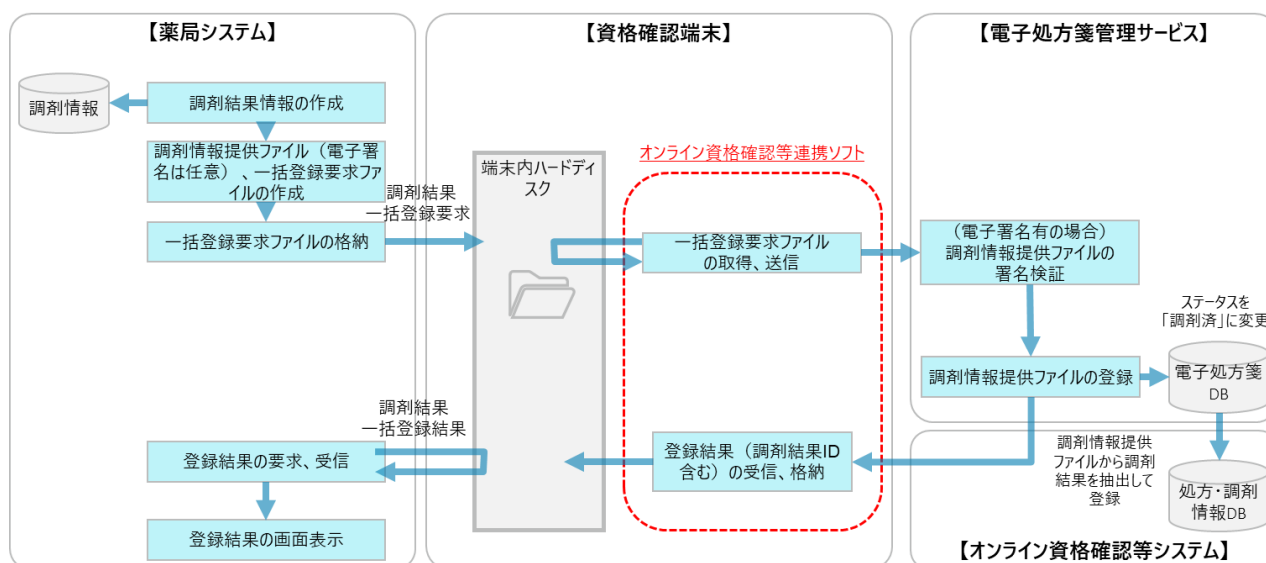 【薬局システム】
調剤情報
調剤結果情報の作成
調剤情報提供ファイル（電子署
名は任意）、一括登録要求ファ
イルの作成
一括登録要求ファイルの格納
調剤結果
一括登録要求
調剤結果
一括登録結果
登録結果の要求、受信
登録結果の画面表示
【資格確認端末】
端末内ハードディ
スク
オンライン資格確認等連携ソフト
一括登録要求ファイル
の取得、送信
登録結果（調剤結果ID
含む）の受信、格納
【電子処方箋管理サービス】
（電子署名有の場合）
調剤情報提供ファイルの
署名検証
ステータスを
「調剤済」に変更
調剤情報提供ファイルの登録
電子処方箋
DB
調剤情報提供
ファイルから調剤
結果を抽出して
登録
処方・調剤
情報DB
【オンライン資格確認等システム】